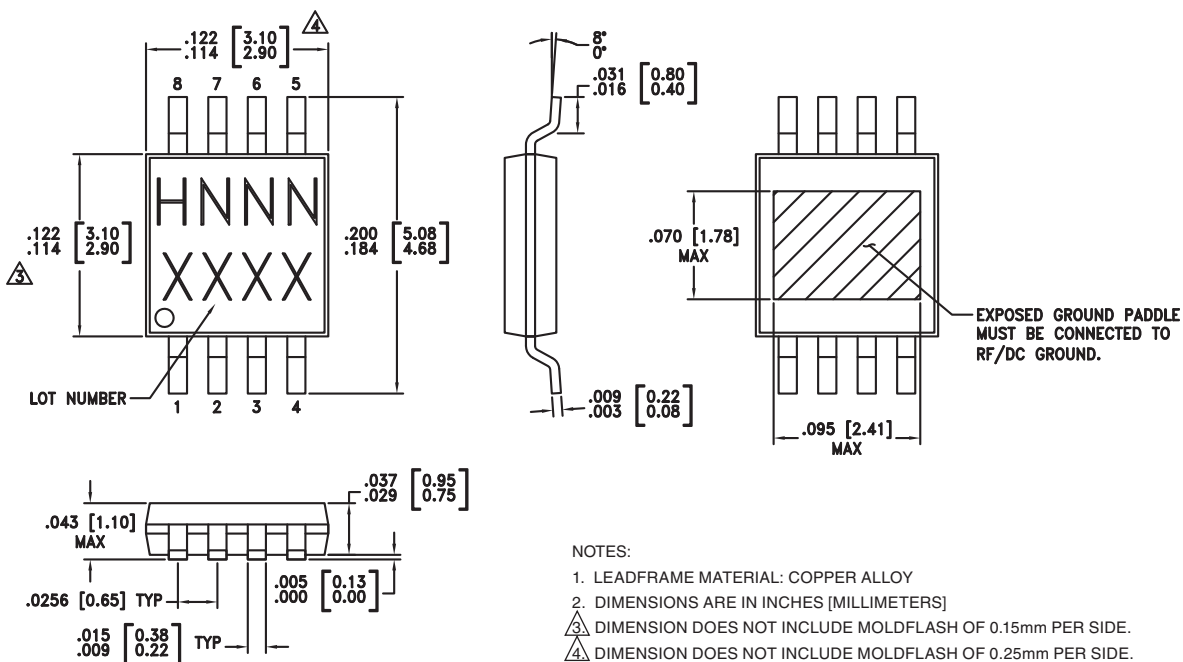 .122 [3.10]
.114 [2.90]
4
8 7 6 5
HNNN
XXXX
.122 [3.10]
.114 [2.90]
3
.200 [5.08]
.184 [4.68]
LOT NUMBER
1 2 3 4
8°
0°
.031 [0.80]
.016 [0.40]
.009 [0.22]
.003 [0.08]
.070 [1.78]
MAX
EXPOSED GROUND PADDLE
MUST BE CONNECTED TO
RF/DC GROUND.
.095 [2.41]
MAX
.037 [0.95]
.029 [0.75]
.043 [1.10]
MAX
.005 [0.13]
.000 [0.00]
.0256 [0.65] TYP
.015 [0.38]
.009 [0.22] TYP
NOTES:
1. LEADFRAME MATERIAL: COPPER ALLOY
2. DIMENSIONS ARE IN INCHES [MILLIMETERS]
3. DIMENSION DOES NOT INCLUDE MOLDFLASH OF 0.15mm PER SIDE.
4. DIMENSION DOES NOT INCLUDE MOLDFLASH OF 0.25mm PER SIDE.